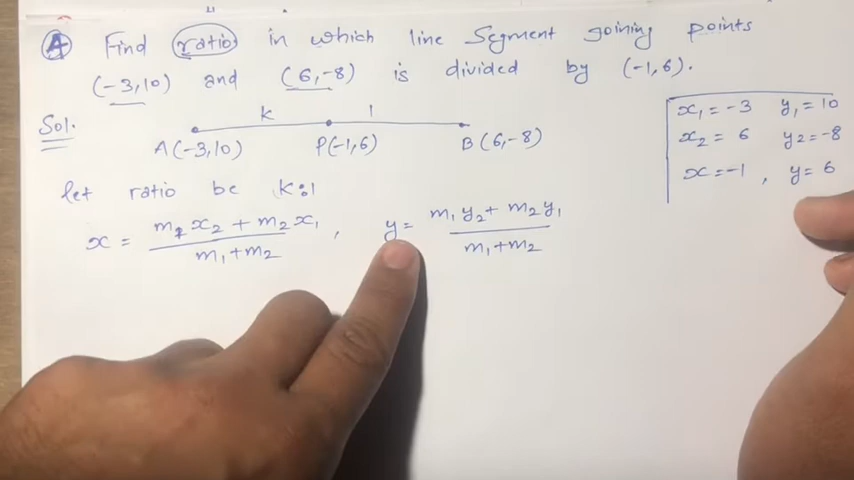 A Find ratio in which line Segment joining points
(-3,10) and (6,-8) is divided by (-1,6).
Sol.
K 1
A(-3,10) P(-1,6) B(6,-8)
x₁ = -3 y₁ = 10
x₂ = 6 y₂ = -8
x = -1 , y = 6
let ratio be K:1
x = m₁x₂ + m₂x₁ / m₁+m₂ , y = m₁y₂ + m₂y₁ / m₁+m₂